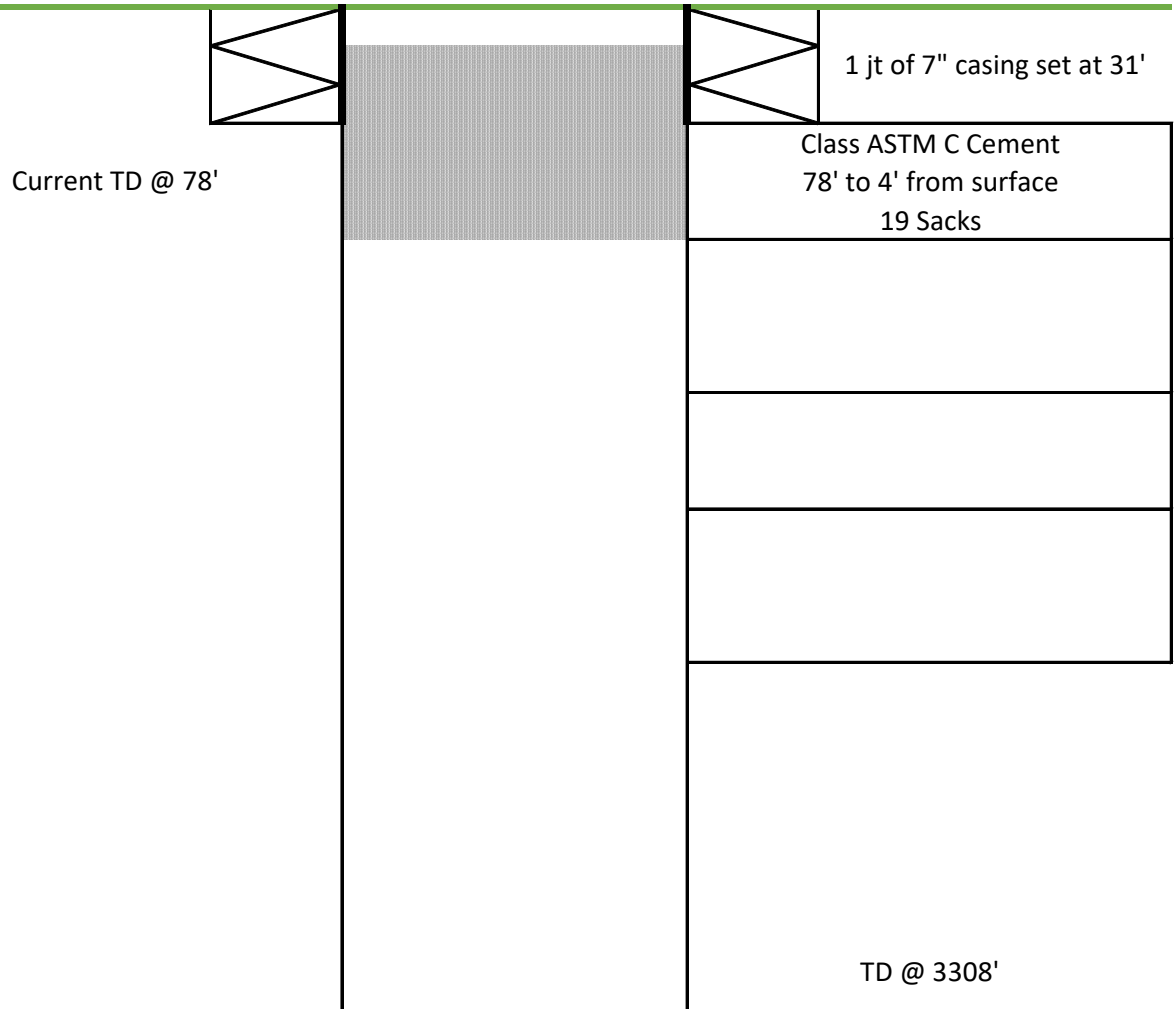 1 jt of 7" casing set at 31'
Class ASTM C Cement
78' to 4' from surface
19 Sacks
Current TD @ 78'
TD @ 3308'